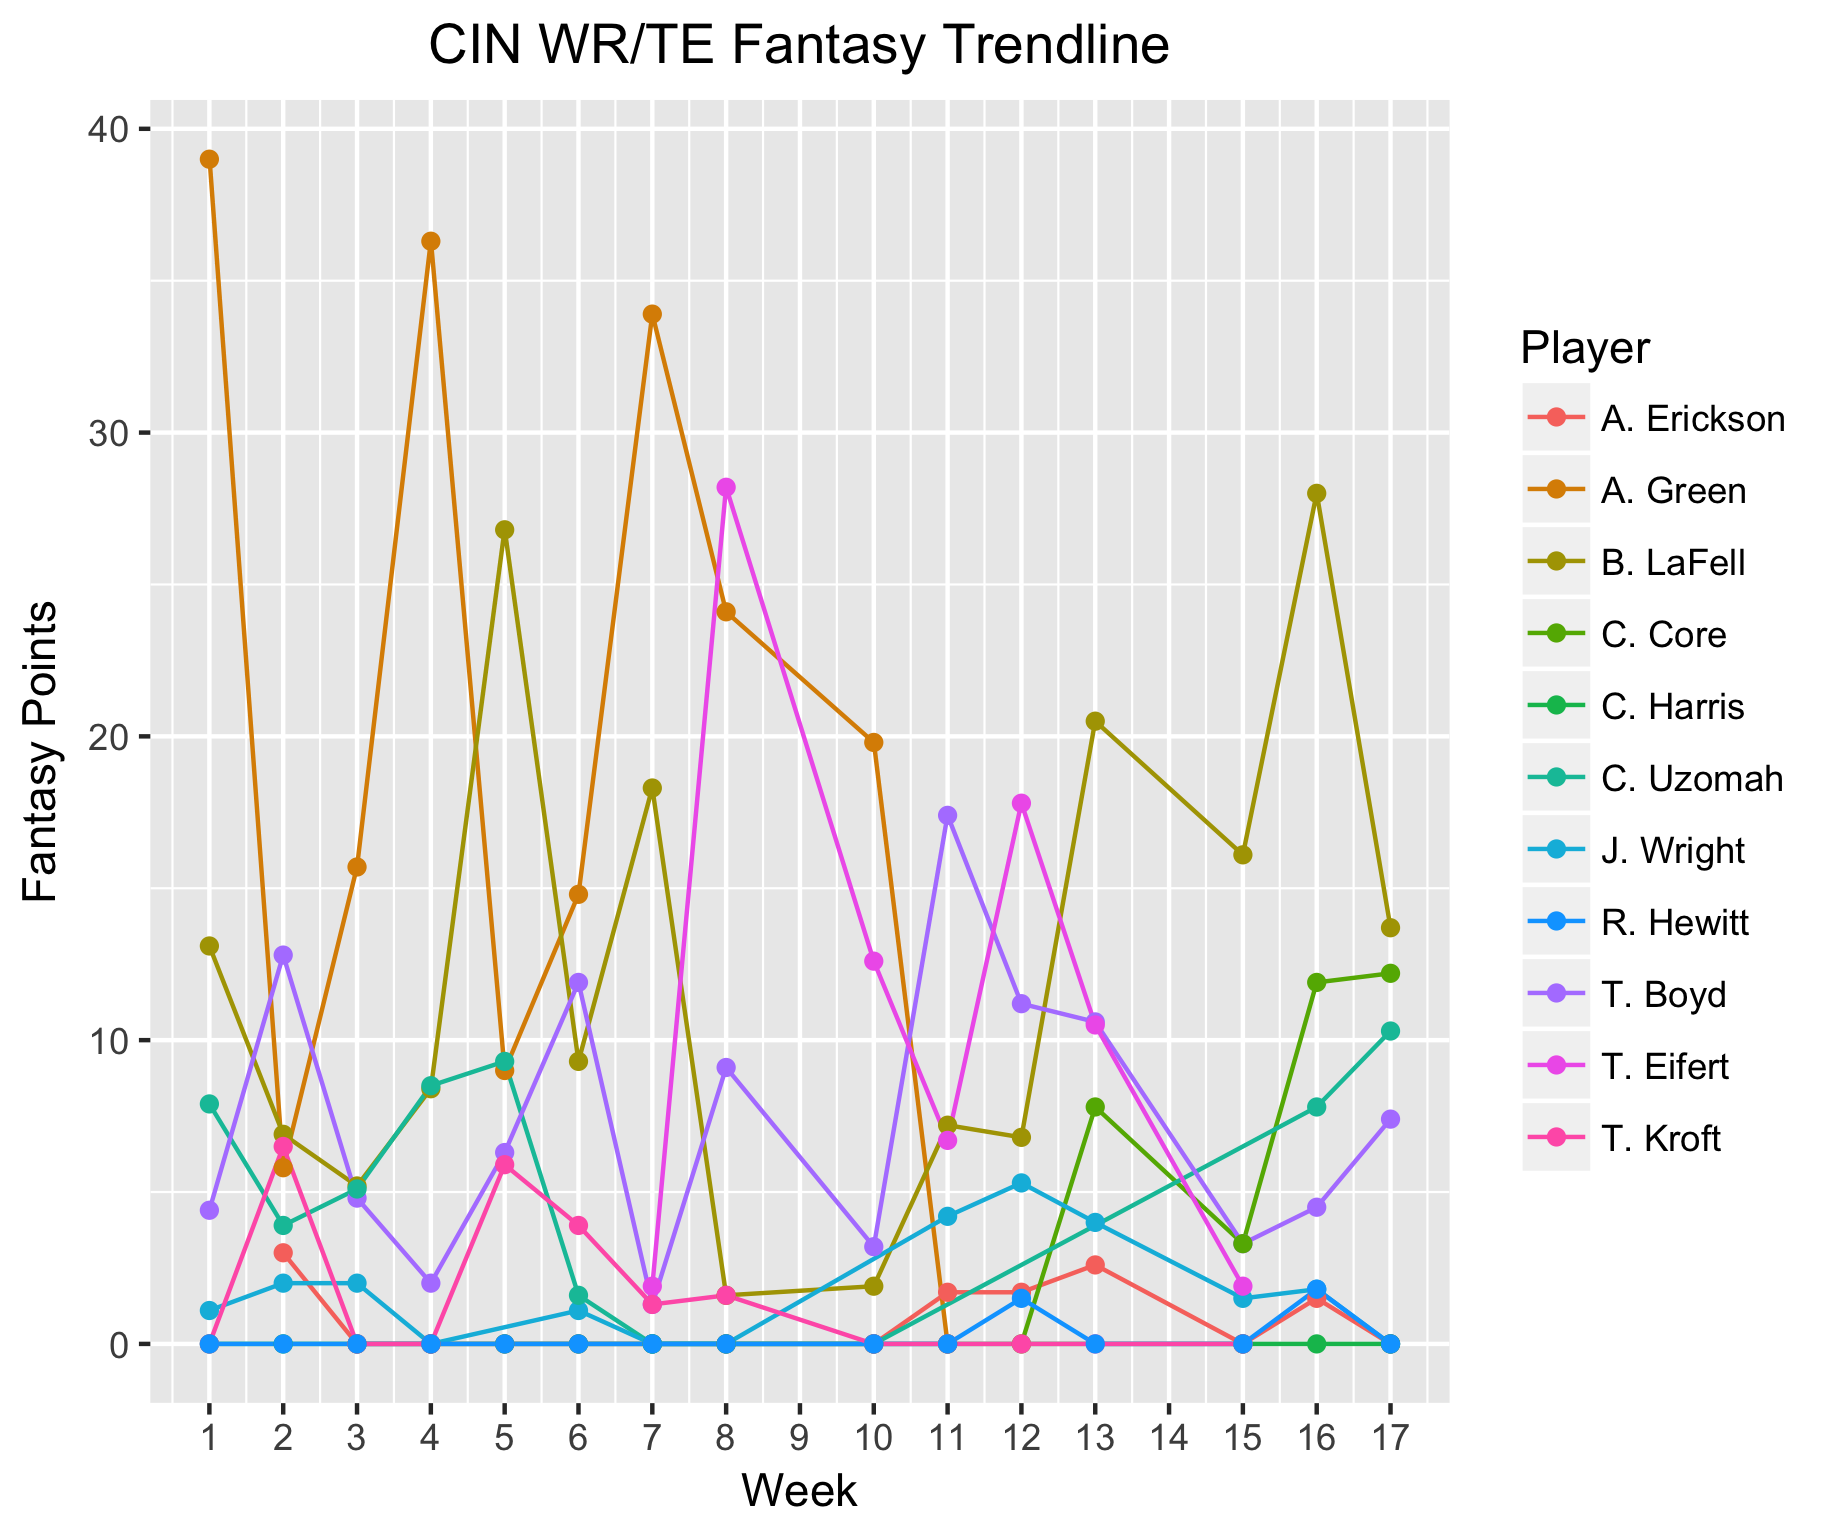 CIN WR/TE Fantasy Trendline
Fantasy Points
40
30
20
10
0
1 2 3 4 5 6 7 8 9 10 11 12 13 14 15 16 17
Week
Player
A. Erickson
A. Green
B. LaFell
C. Core
C. Harris
C. Uzomah
J. Wright
R. Hewitt
T. Boyd
T. Eifert
T. Kroft